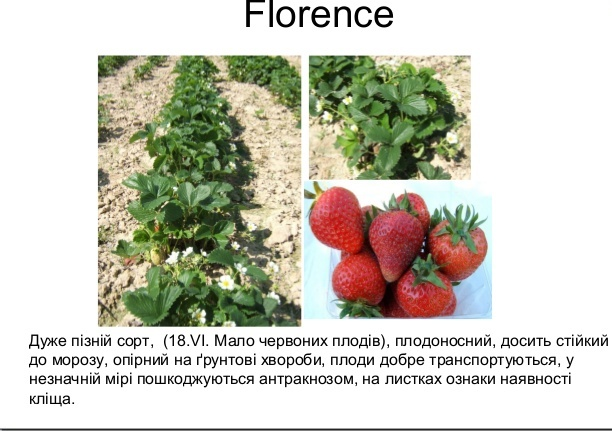 Florence
Дуже пізній сорт,  (18.VI. Мало червоних плодів), плодоносний, досить стійкий
до морозу, опірний на ґрунтові хвороби, плоди добре транспортуються, у
незначній мірі пошкоджуються антракнозом, на листках ознаки наявності
кліща.